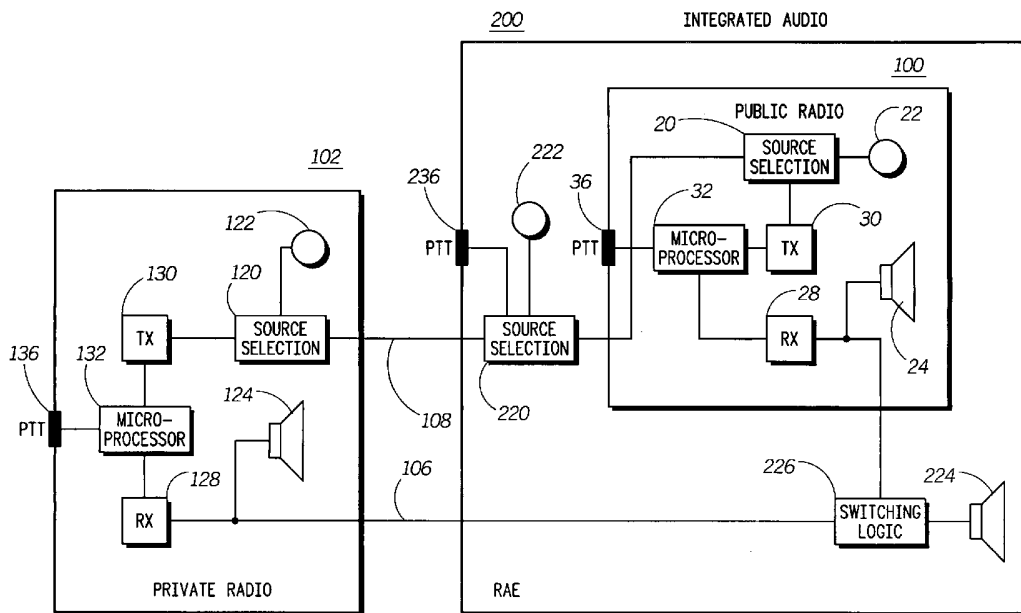 200
INTEGRATED AUDIO
100
PUBLIC RADIO
20
22
SOURCE
SELECTION
102
236
222
36
32
30
PTT
PTT
MICRO-
PROCESSOR
TX
122
130
120
28
24
RX
TX
SOURCE
SELECTION
SOURCE
SELECTION
220
136
132
124
108
PTT
MICRO-
PROCESSOR
128
106
226
224
RX
SWITCHING
LOGIC
PRIVATE RADIO
RAE